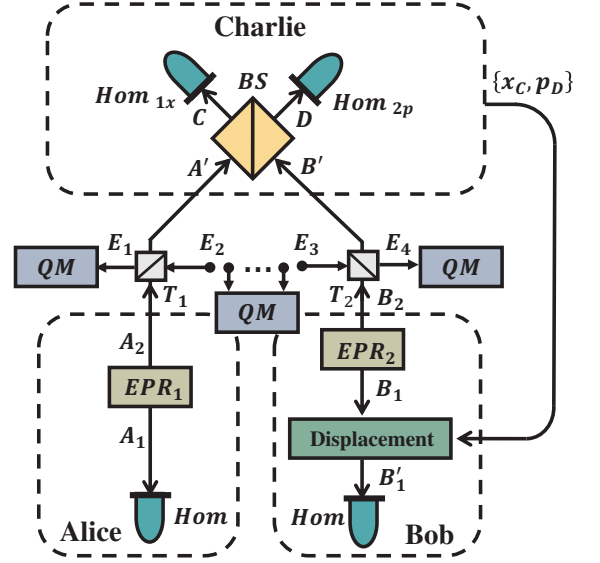 Charlie
Hom 1x
BS
Hom 2p
{x_C, p_D}
C
D
A′
B′
E₁
E₂
E₃
E₄
QM
...
QM
T₁
QM
T₂
B₂
A₂
EPR₁
EPR₂
A₁
B₁
Displacement
B′₁
Hom
Hom
Alice
Bob